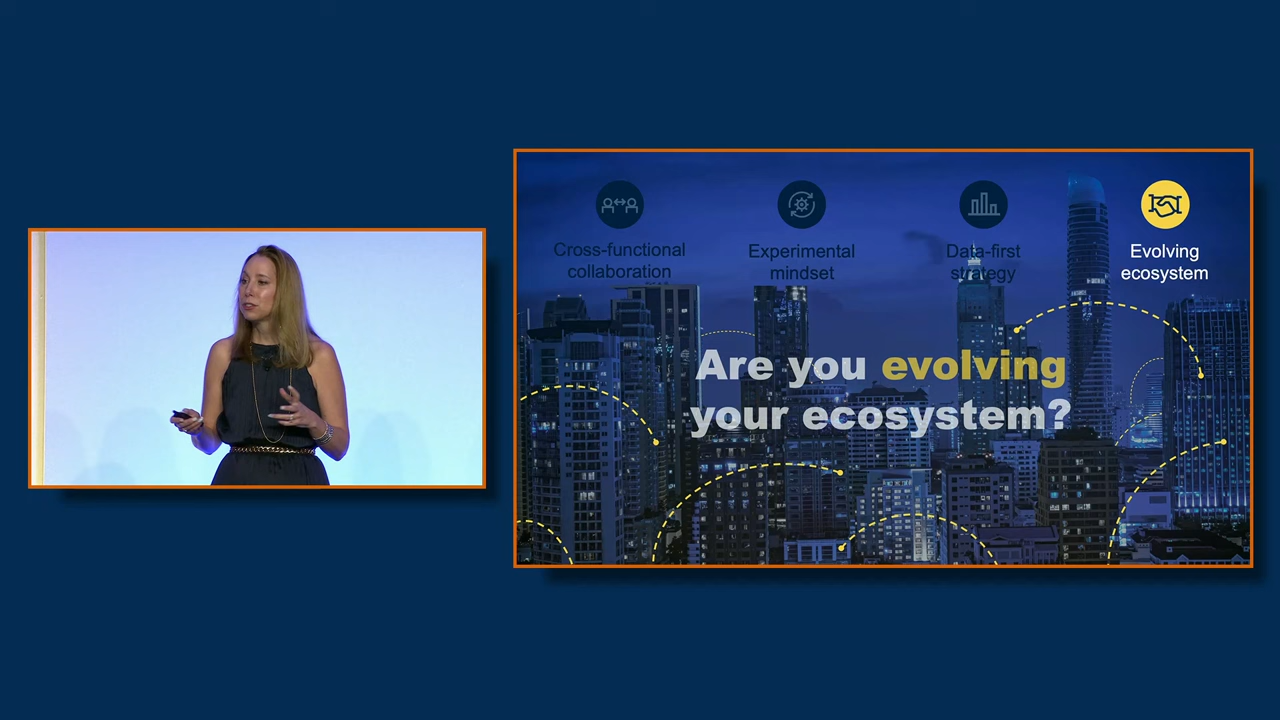 Cross-functional
collaboration
Experimental
mindset
Data-first
strategy
Evolving
ecosystem
Are you evolving
your ecosystem?